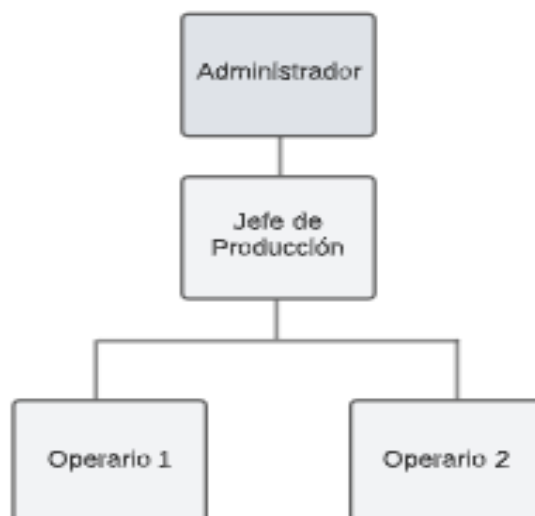 Administrador
Jefe de
Producción
Operario 1
Operario 2